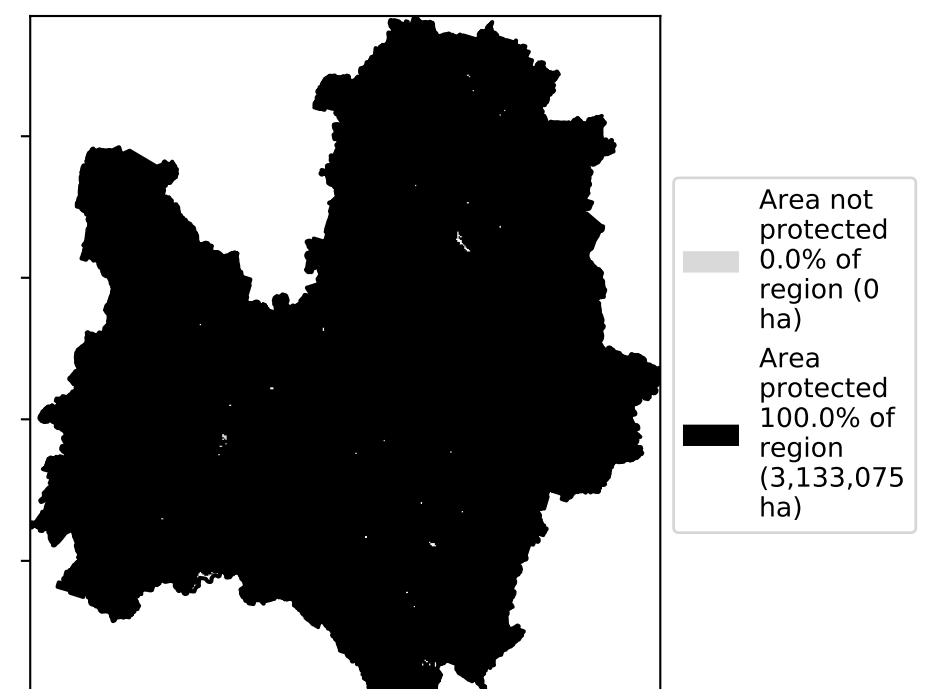 Area not
protected
0.0% of
region (0
ha)
Area
protected
100.0% of
region
(3,133,075
ha)